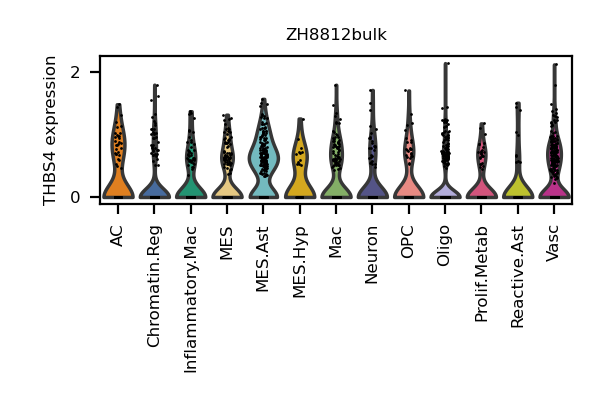 ZH8812bulk
THBS4 expression
2
0
AC
Chromatin.Reg
Inflammatory.Mac
MES
MES.Ast
MES.Hyp
Mac
Neuron
OPC
Oligo
Prolif.Metab
Reactive.Ast
Vasc